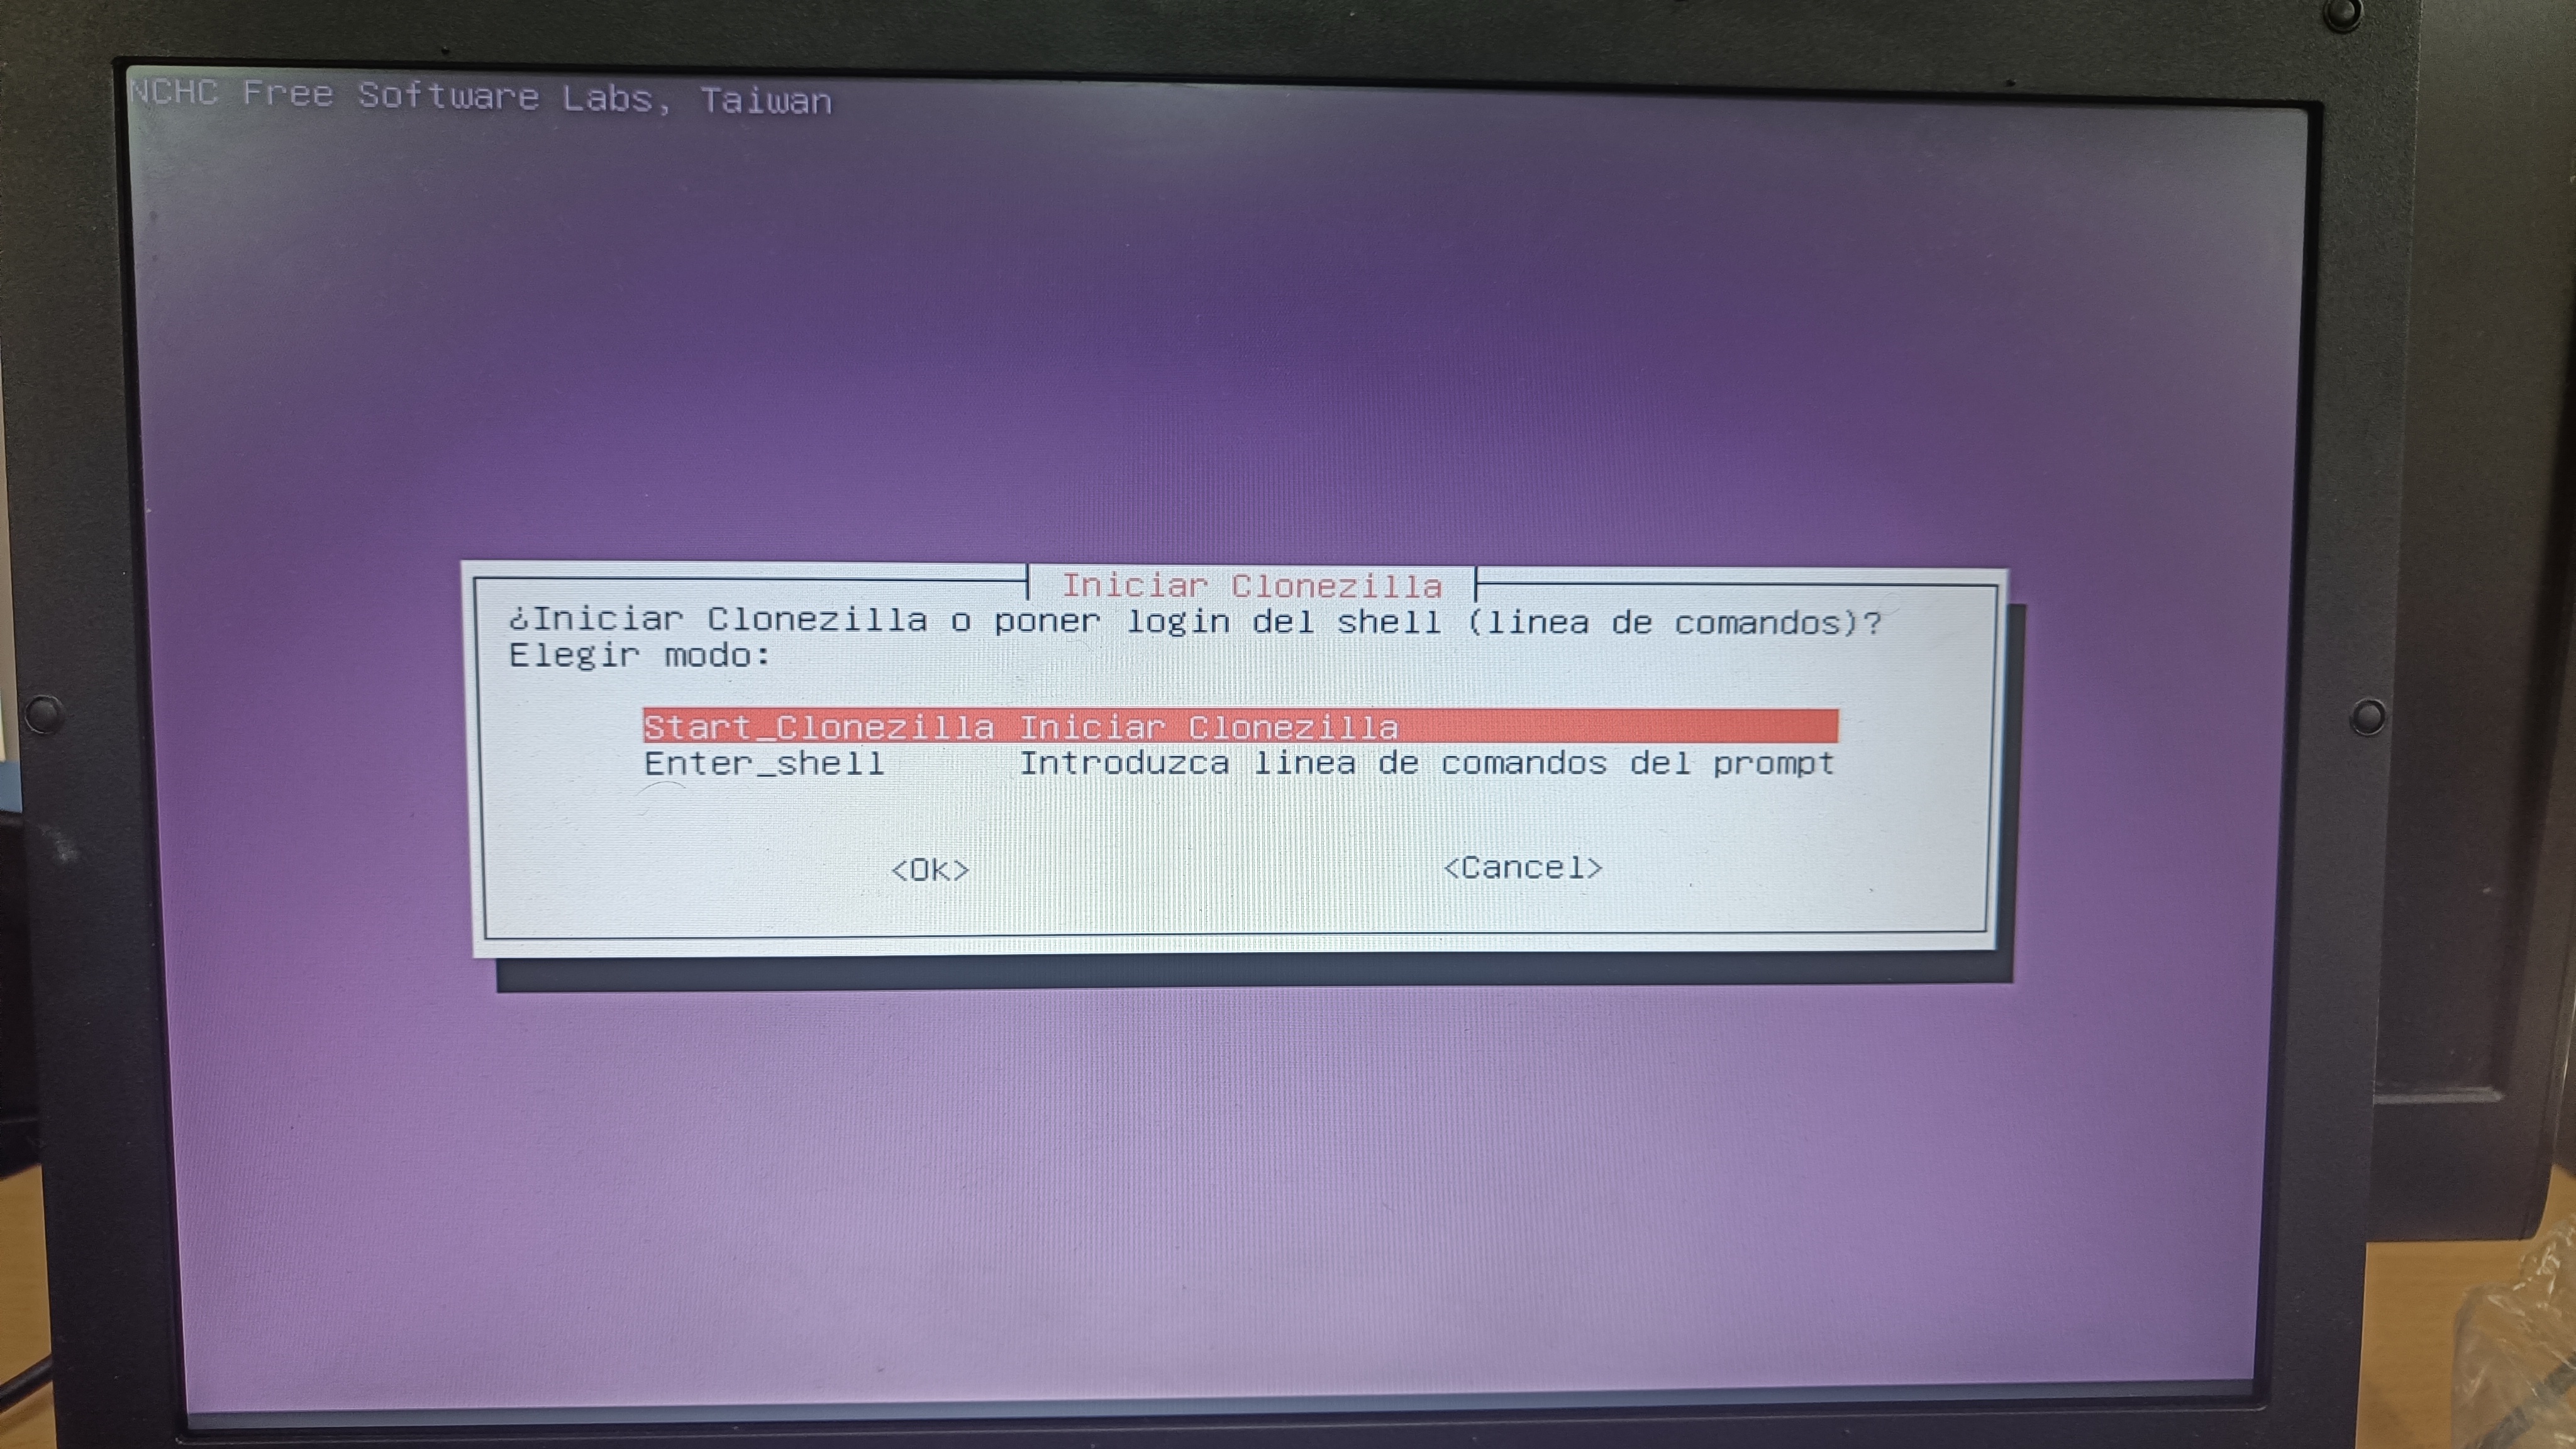 NCHC Free Software Labs, Taiwan
Iniciar Clonezilla
¿Iniciar Clonezilla o poner login del shell (linea de comandos)?
Elegir modo:
Start_Clonezilla Iniciar Clonezilla
Enter_shell Introduzca linea de comandos del prompt
<Ok> <Cancel>